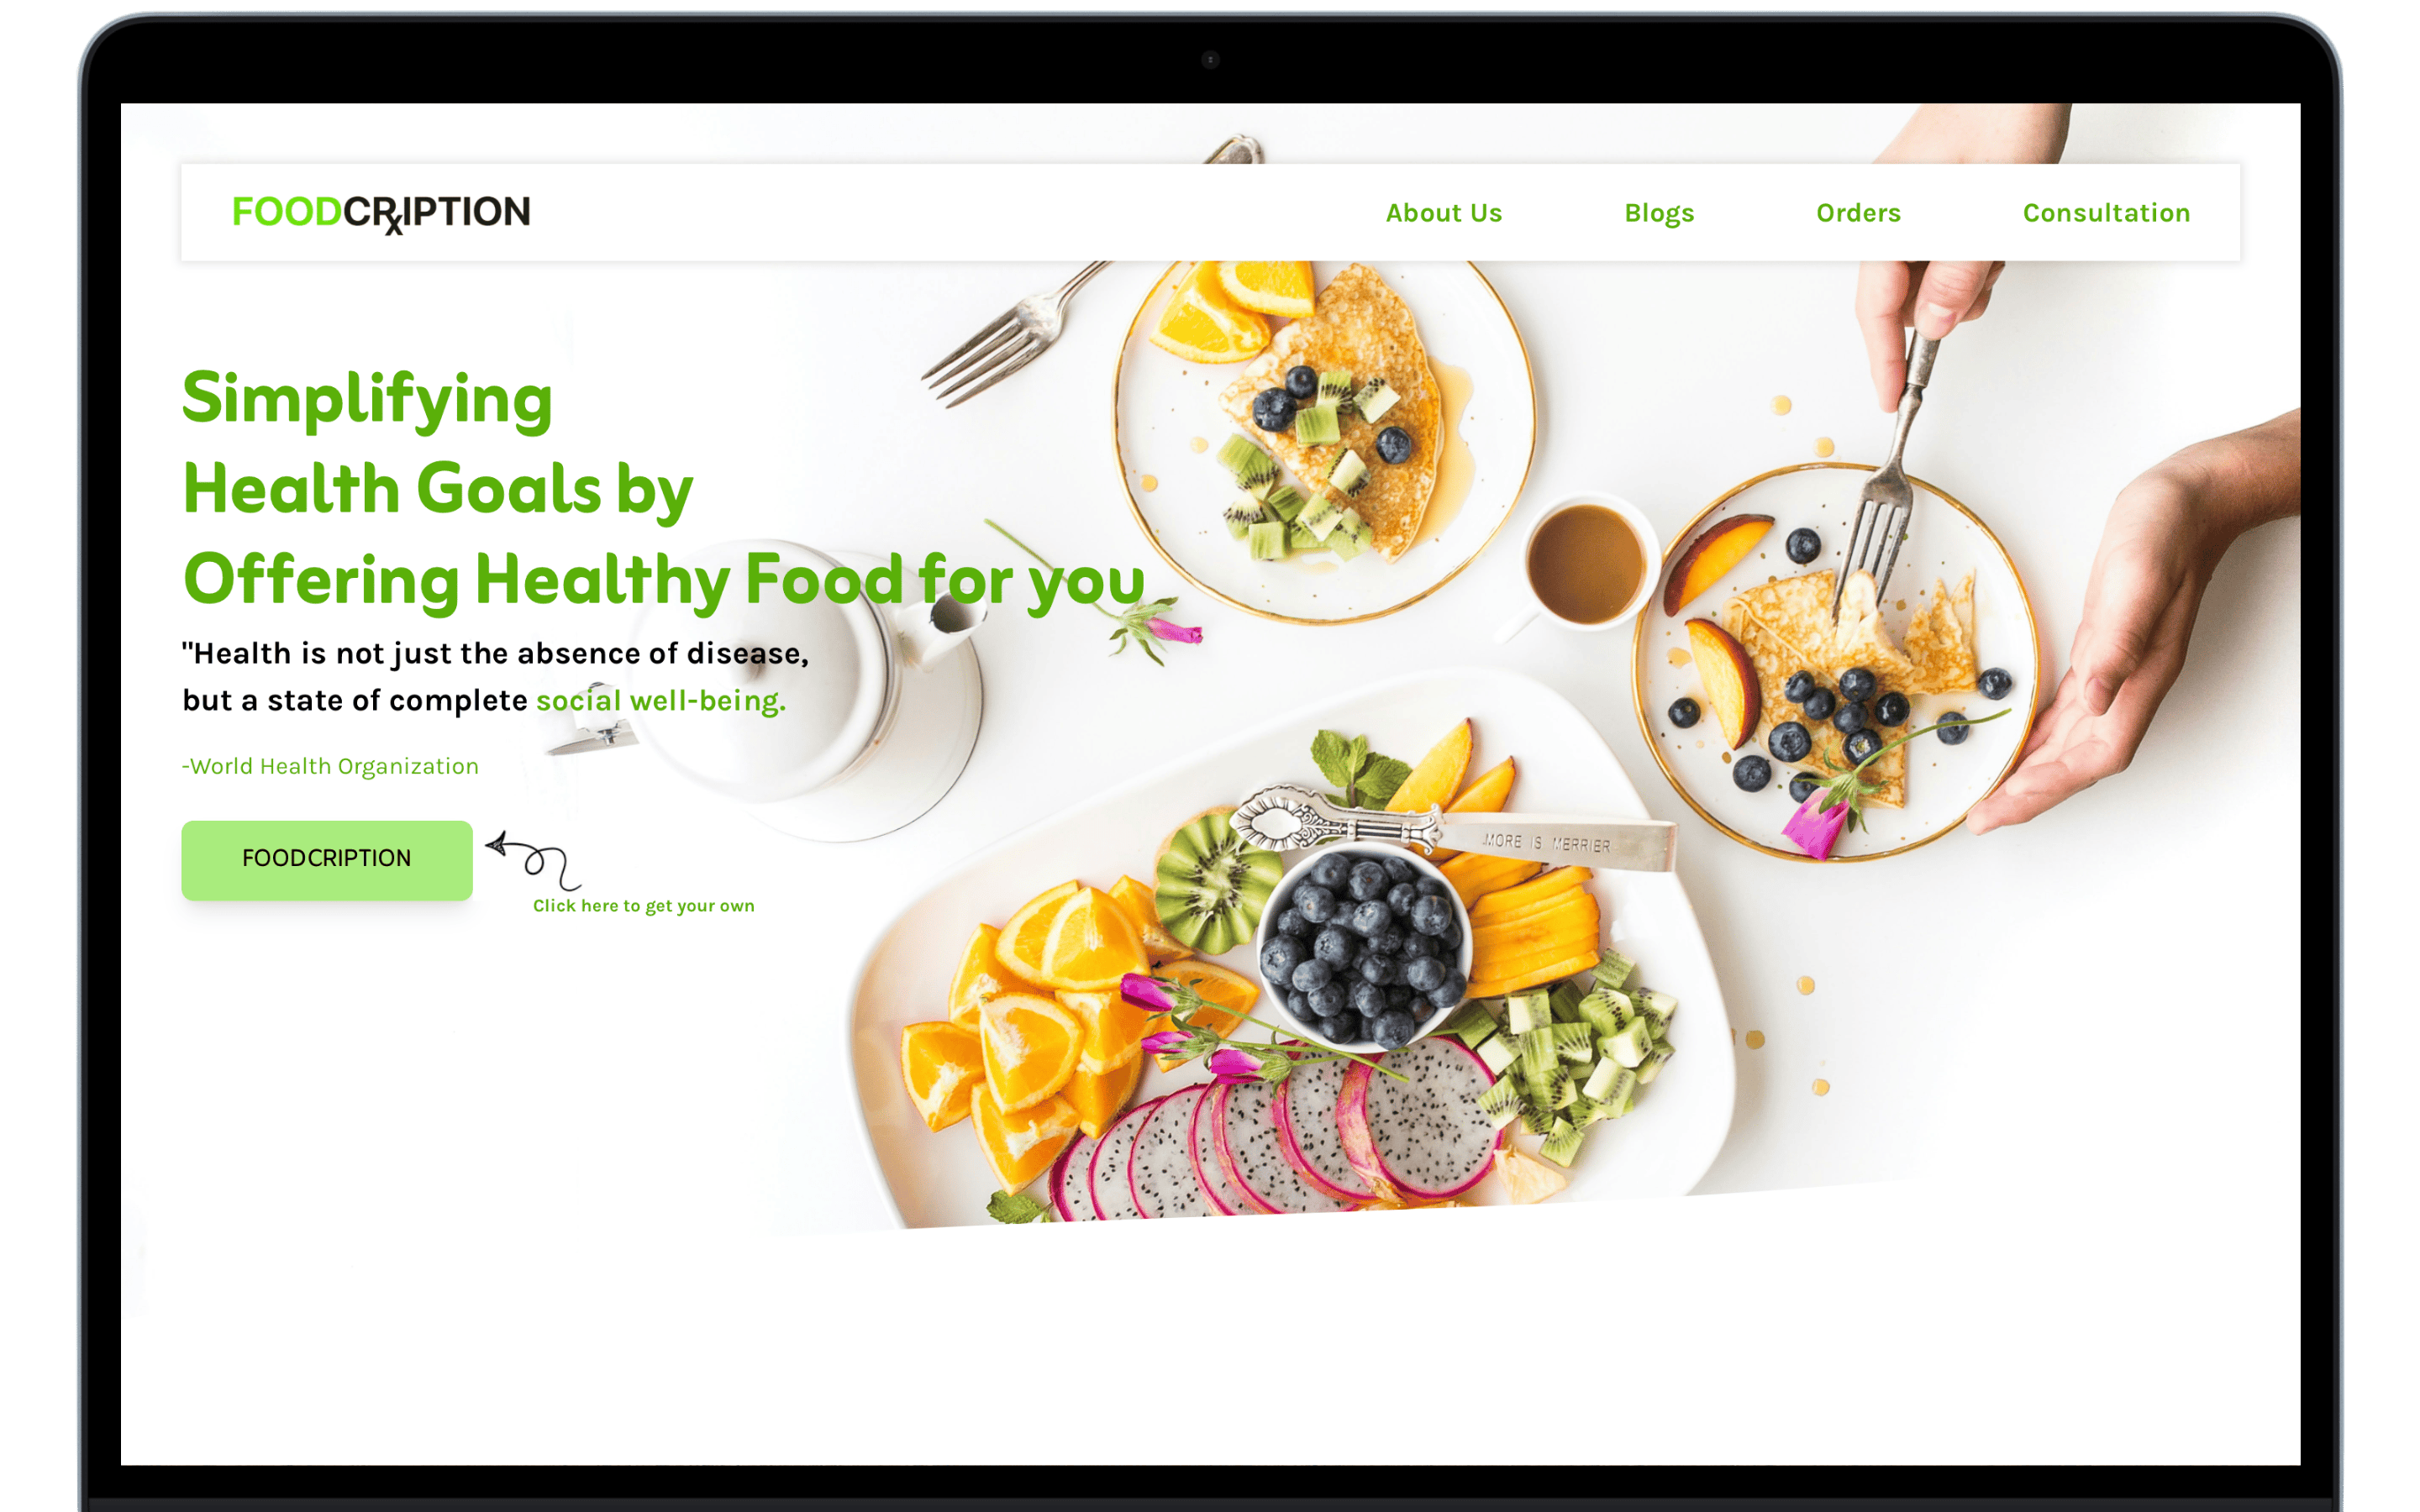 FOODCRIPTION
About Us
Blogs
Orders
Consultation
Simplifying
Health Goals by
Offering Healthy Food for you
"Health is not just the absence of disease,
but a state of complete social well-being.
-World Health Organization
FOODCRIPTION
Click here to get your own
MORE IS MERRIER